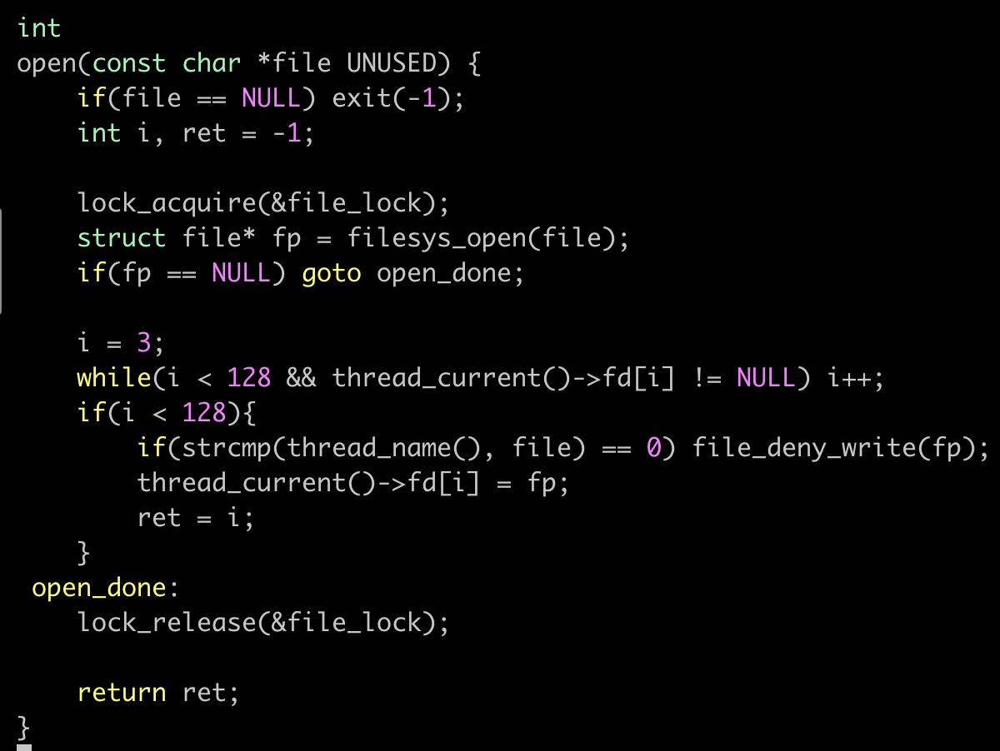 int
open(const char *file UNUSED) {
    if(file == NULL) exit(-1);
    int i, ret = -1;

    lock_acquire(&file_lock);
    struct file* fp = filesys_open(file);
    if(fp == NULL) goto open_done;

    i = 3;
    while(i < 128 && thread_current()->fd[i] != NULL) i++;
    if(i < 128){
        if(strcmp(thread_name(), file) == 0) file_deny_write(fp);
        thread_current()->fd[i] = fp;
        ret = i;
    }
 open_done:
    lock_release(&file_lock);

    return ret;
}